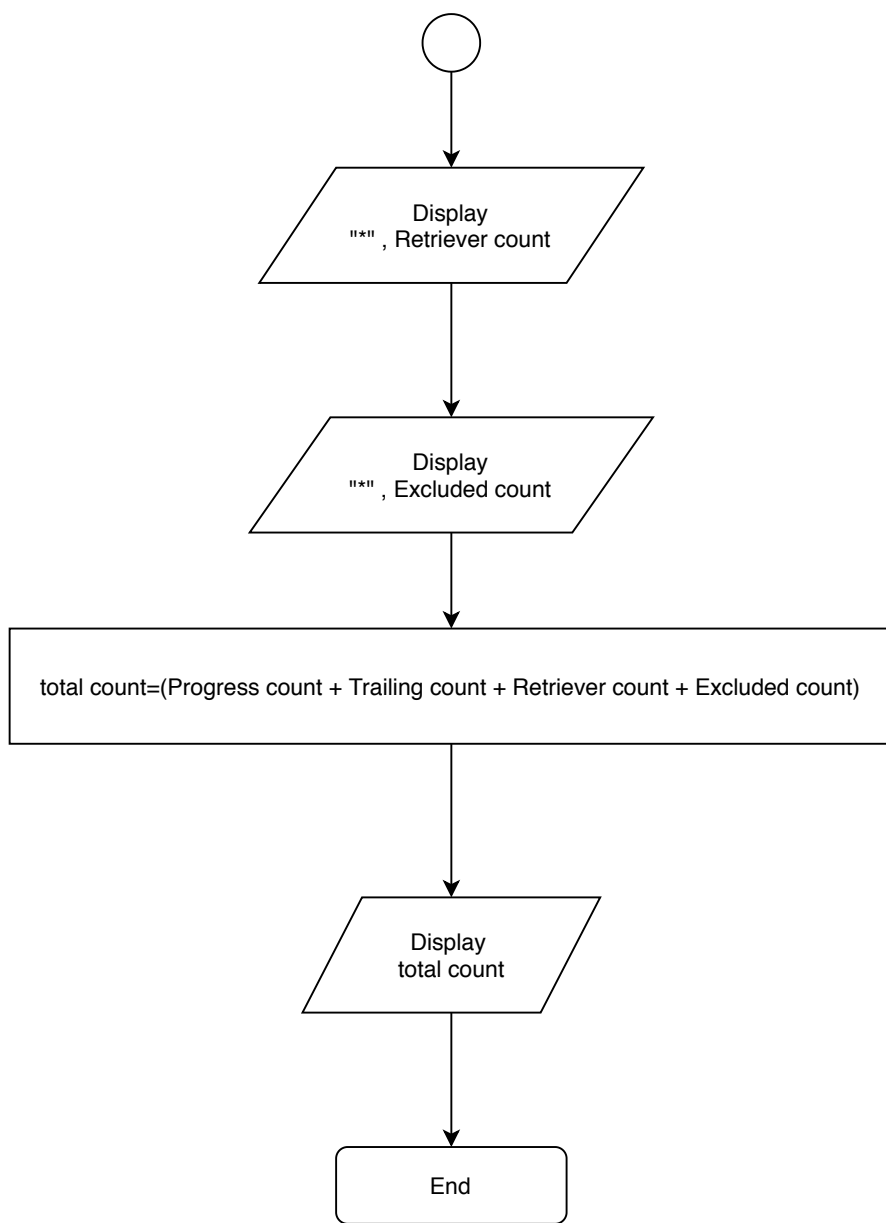 Display
"*" , Retriever count
Display
"*" , Excluded count
total count=(Progress count + Trailing count + Retriever count + Excluded count)
Display
total count
End